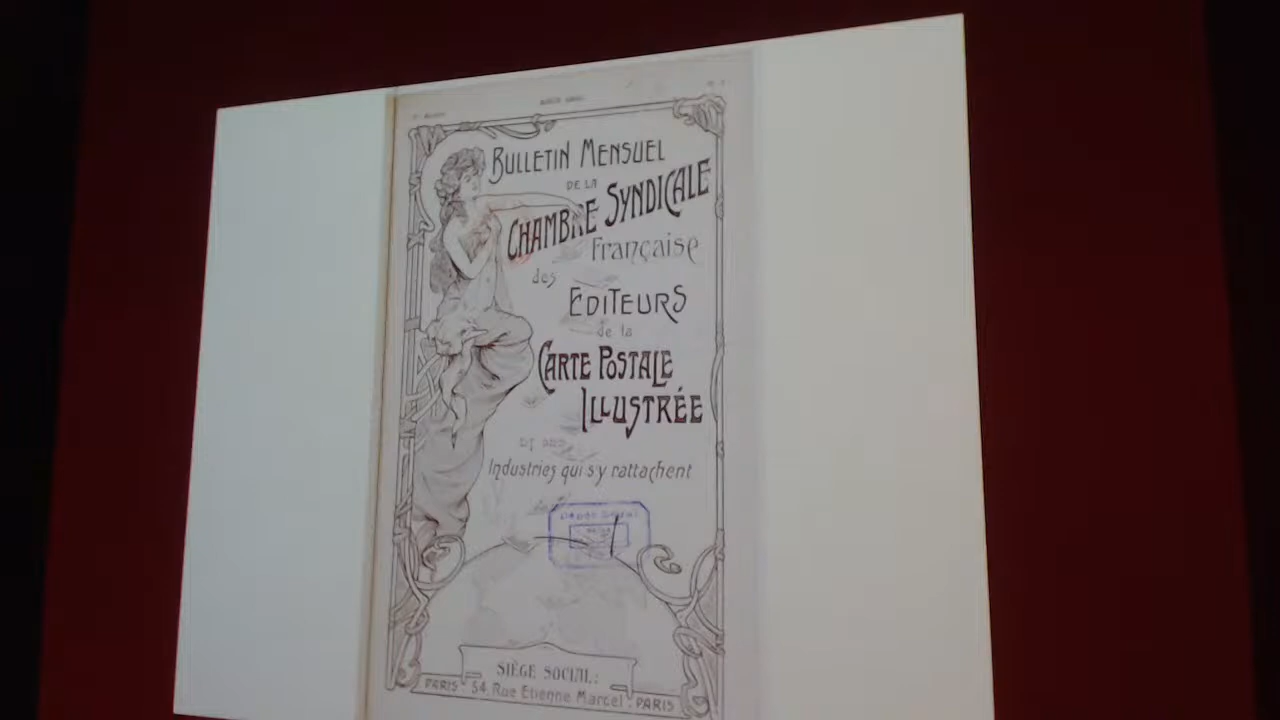 BULLETIN MENSUEL
DE LA
CHAMBRE SYNDICALE
Française
des
EDITEURS
de la
CARTE POSTALE
ILLUSTRÉE
Industries qui s'y rattachent
SIÈGE SOCIAL:
PARIS - 54 Rue Etienne Marcel - PARIS